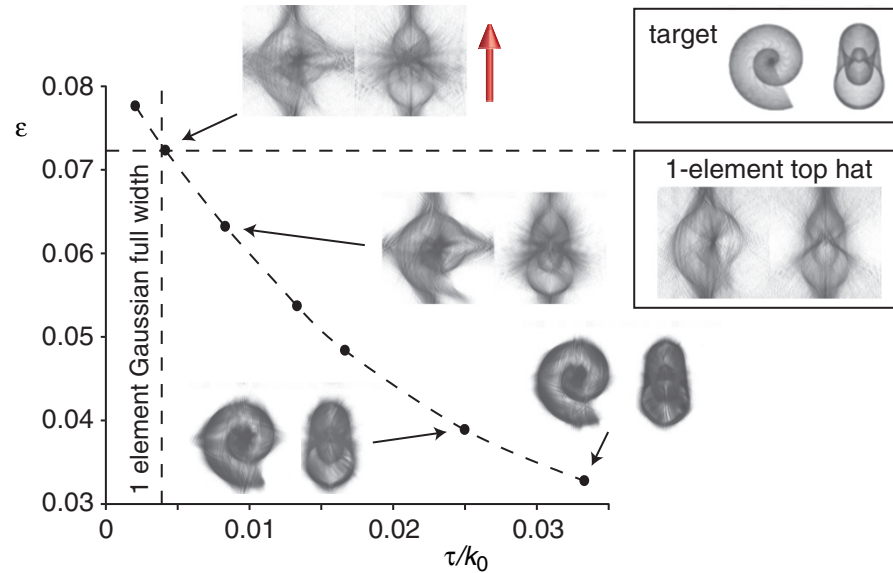 target
0.08
ε
0.07
1-element top hat
1 element Gaussian full width
0.06
0.05
0.04
0.03
0
0.01
0.02
0.03
τ/k₀